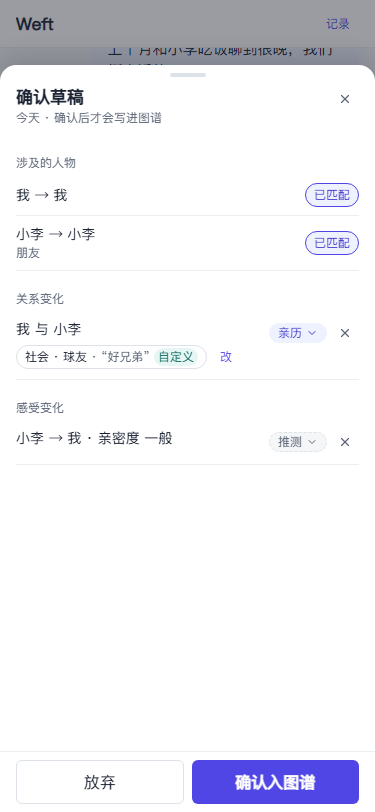 Weft
记录
上个月和小李吃饭聊到很晚，我们
确认草稿
今天 · 确认后才会写进图谱
涉及的人物
我 → 我
已匹配
小李 → 小李
朋友
已匹配
关系变化
我 与 小李
亲历
社会 · 球友 · “好兄弟” 自定义
改
感受变化
小李 → 我 · 亲密度 一般
推测
放弃
确认入图谱